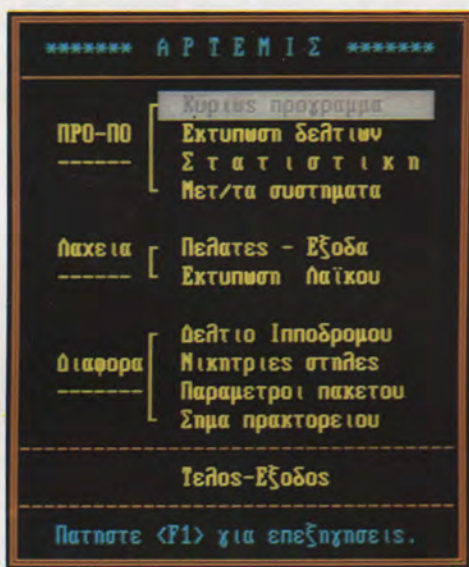 ******* Α Ρ Τ Ε Μ Ι Σ *******
Κυριως προγραμμα
ΠΡΟ-ΠΟ Εκτυπωση δελτιων
------ Σ τ α τ ι σ τ ι κ η
Μετ/τα συστηματα
Λαχεια Πελατες - Εξοδα
------ Εκτυπωση Λαϊκου
Δελτιο Ιπποδρομου
Διαφορα Νικητριες στηλες
------- Παραμετροι πακετου
Σημα πρακτορειου
Τελος-Εξοδος
Πατηστε <F1> για επεξηγησεις.